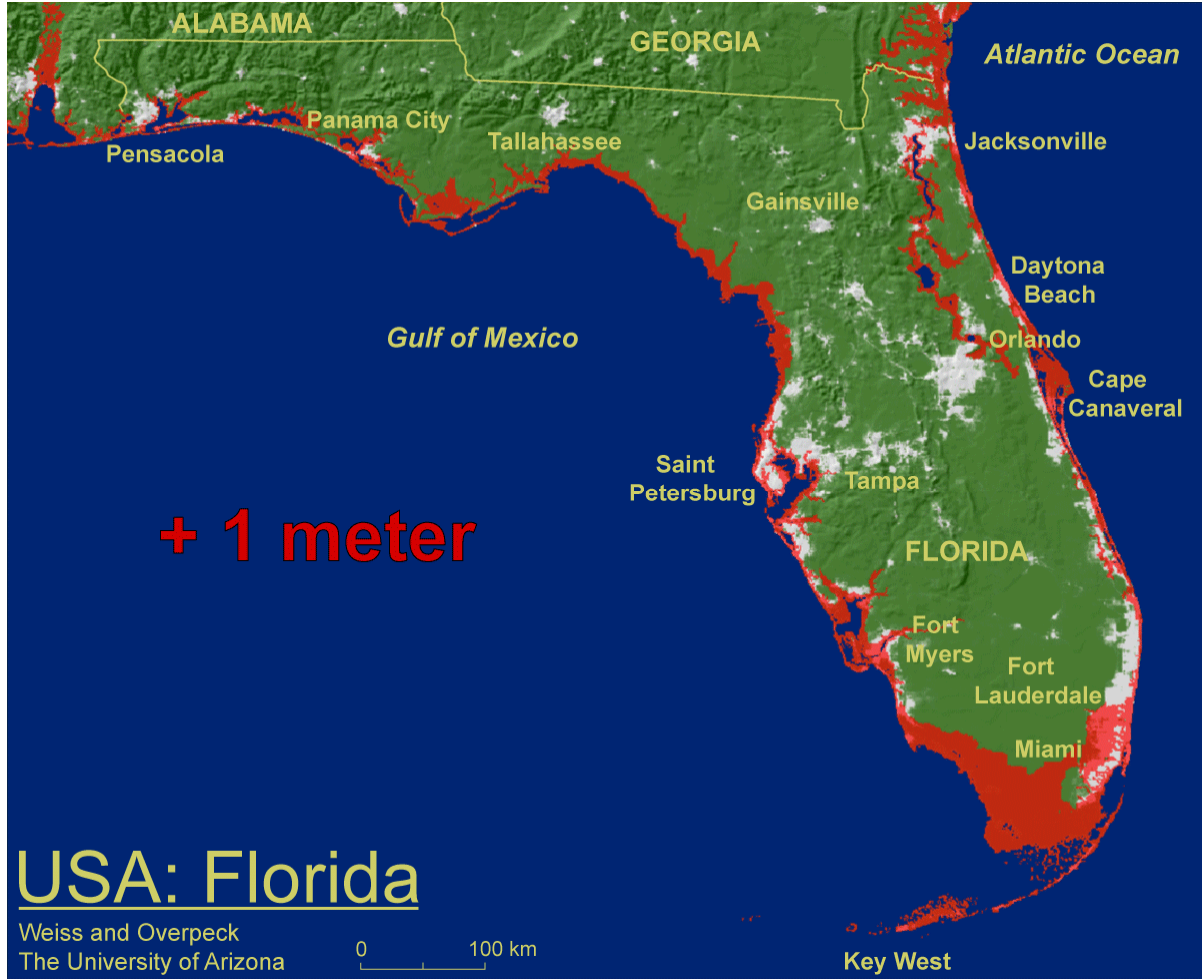 ALABAMA
GEORGIA
Atlantic Ocean
Panama City
Pensacola
Tallahassee
Jacksonville
Gainsville
Daytona
Beach
Gulf of Mexico
Orlando
Cape
Canaveral
Saint
Petersburg
Tampa
+ 1 meter
FLORIDA
Fort
Myers
Fort
Lauderdale
Miami
USA: Florida
Weiss and Overpeck
The University of Arizona
0 100 km
Key West